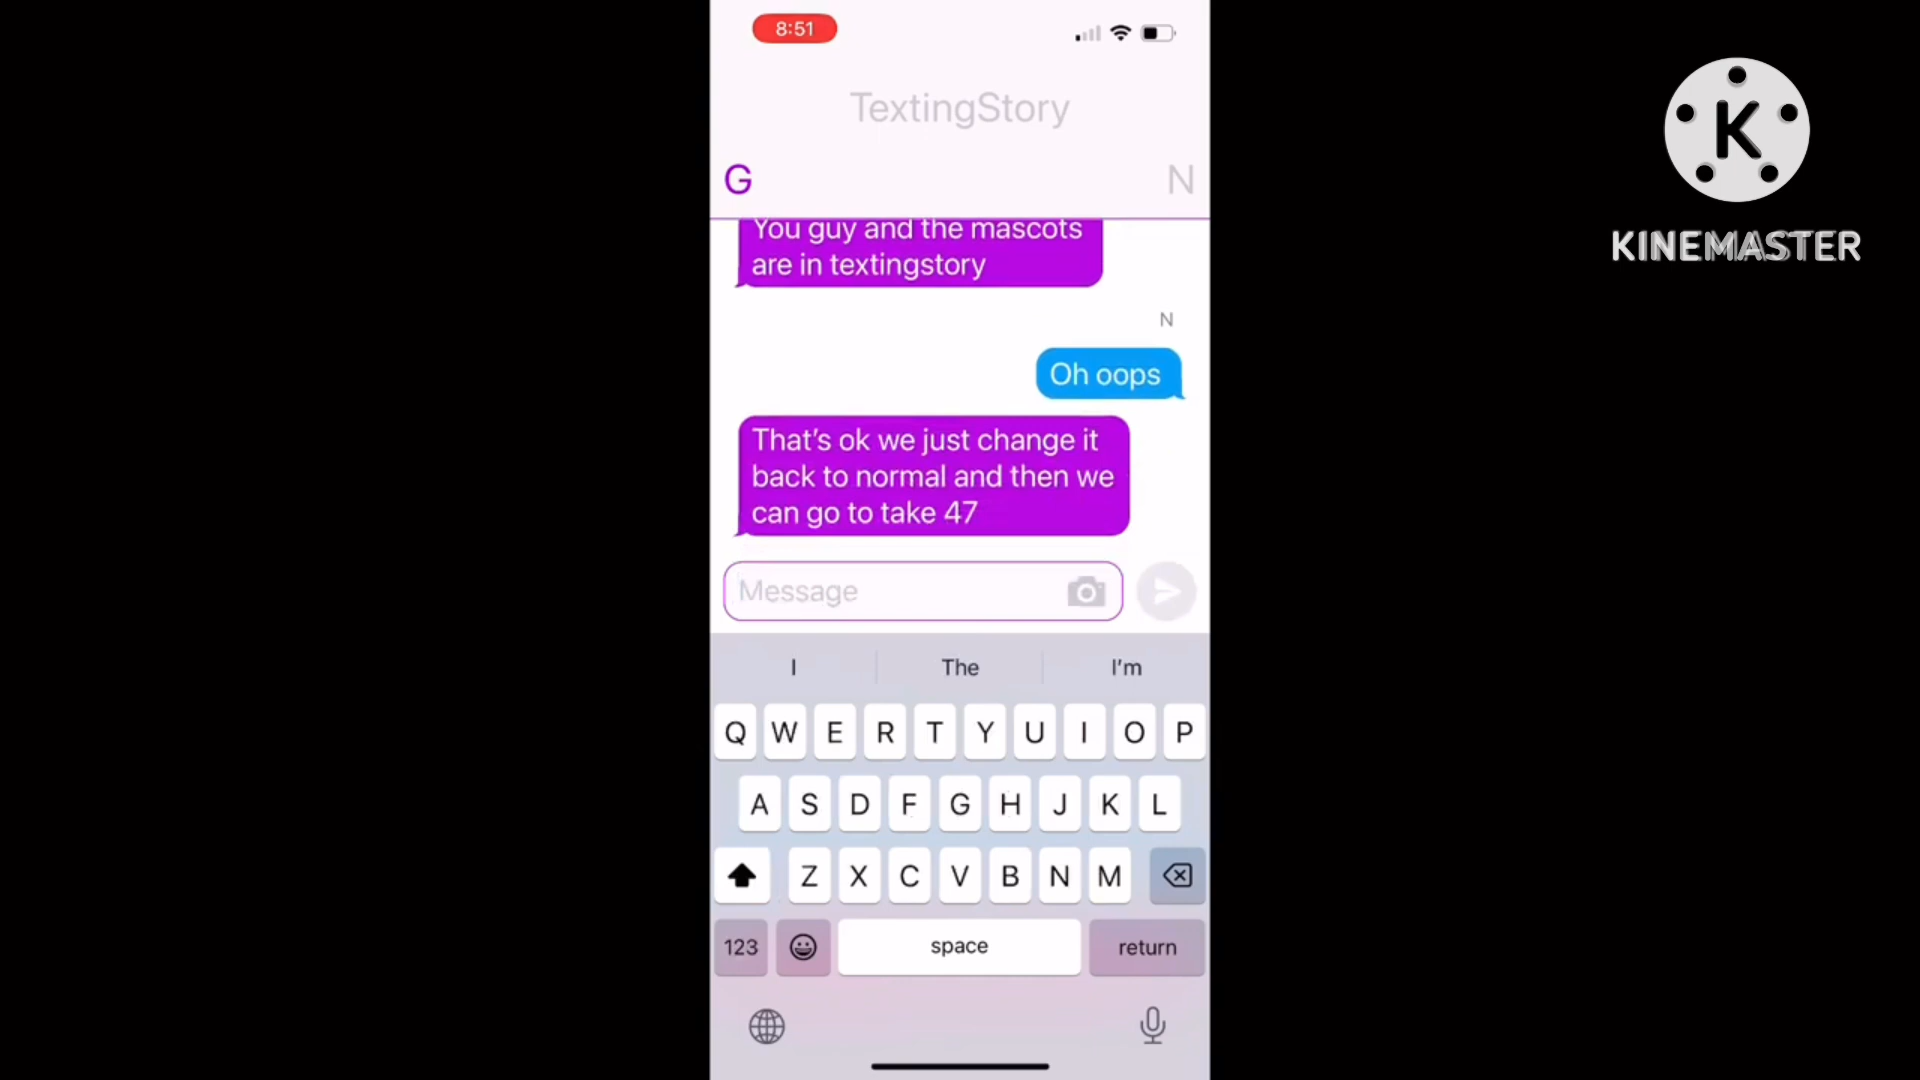 8:51
TextingStory
G
N
K
KINEMASTER
You guy and the mascots
are in textingstory
N
Oh oops
That's ok we just change it
back to normal and then we
can go to take 47
Message
I
The
I'm
Q W E R T Y U I O P
A S D F G H J K L
Z X C V B N M
123
space
return